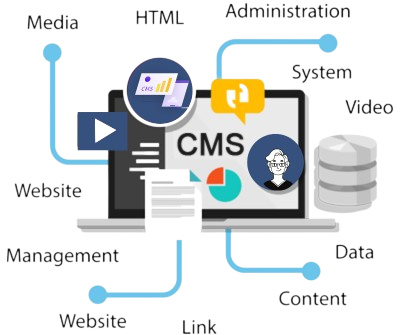 HTML
Administration
Media
System
CMS
Video
CMS
Website
Management
Data
Content
Website
Link